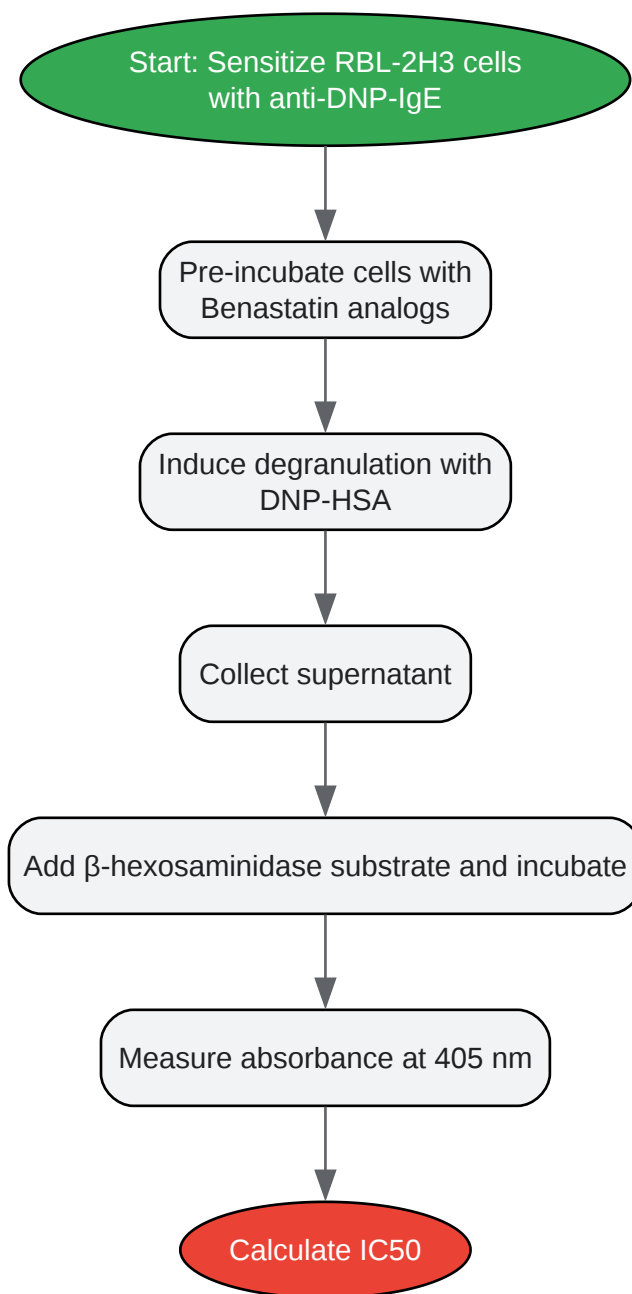 Start: Sensitize RBL-2H3 cells
with anti-DNP-IgE
Pre-incubate cells with
Benastatin analogs
Induce degranulation with
DNP-HSA
Collect supernatant
Add β-hexosaminidase substrate and incubate
Measure absorbance at 405 nm
Calculate IC50